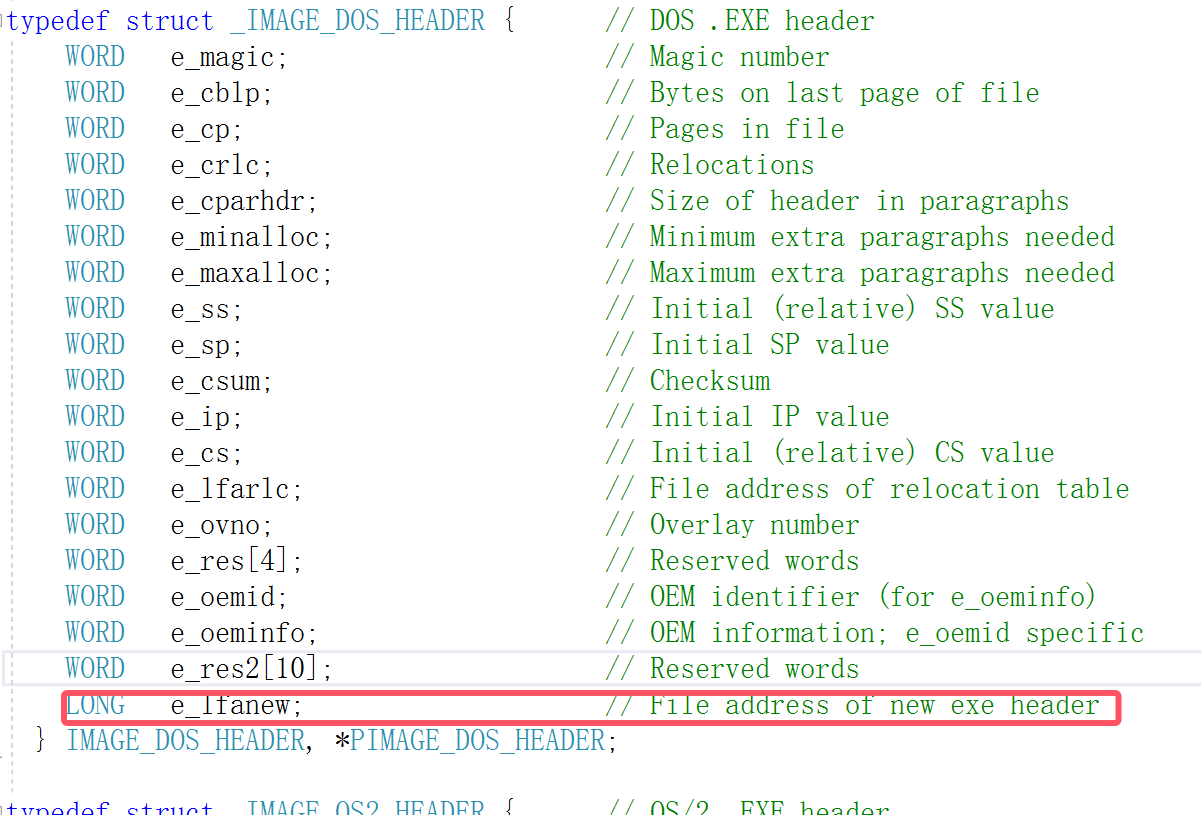 typedef struct _IMAGE_DOS_HEADER { // DOS .EXE header
WORD e_magic; // Magic number
WORD e_cblp; // Bytes on last page of file
WORD e_cp; // Pages in file
WORD e_crlc; // Relocations
WORD e_cparhdr; // Size of header in paragraphs
WORD e_minalloc; // Minimum extra paragraphs needed
WORD e_maxalloc; // Maximum extra paragraphs needed
WORD e_ss; // Initial (relative) SS value
WORD e_sp; // Initial SP value
WORD e_csum; // Checksum
WORD e_ip; // Initial IP value
WORD e_cs; // Initial (relative) CS value
WORD e_lfarlc; // File address of relocation table
WORD e_ovno; // Overlay number
WORD e_res[4]; // Reserved words
WORD e_oemid; // OEM identifier (for e_oeminfo)
WORD e_oeminfo; // OEM information; e_oemid specific
WORD e_res2[10]; // Reserved words
LONG e_lfanew; // File address of new exe header
} IMAGE_DOS_HEADER, *PIMAGE_DOS_HEADER;
typedef struct _IMAGE_OS2_HEADER { // OS/2 .EXE header